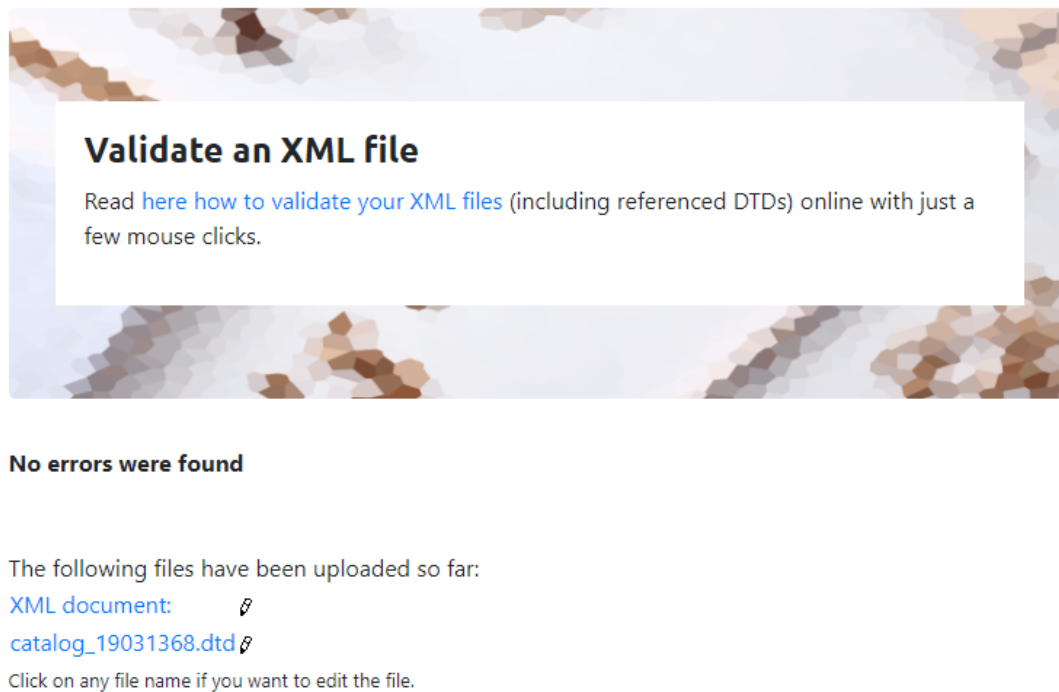 Validate an XML file
Read here how to validate your XML files (including referenced DTDs) online with just a
few mouse clicks.
No errors were found
The following files have been uploaded so far:
XML document:
catalog_19031368.dtd
Click on any file name if you want to edit the file.